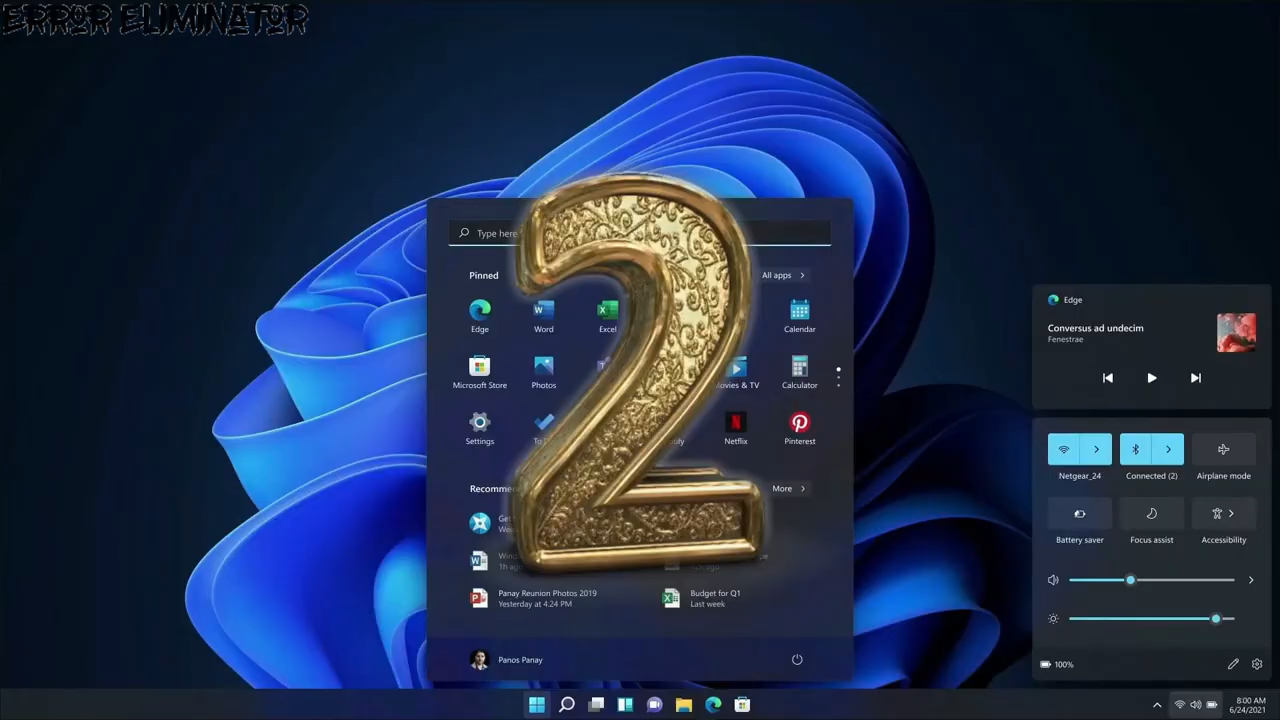 ERROR ELIMINATOR
Type here
Pinned
All apps
Edge
Word
Excel
Calendar
Microsoft Store
Photos
Movies & TV
Calculator
Settings
To
Netflix
Pinterest
More
1h ago
Panay Reunion Photos 2019
Yesterday at 4:24 PM
Budget for Q1
Last week
Panos Panay
Edge
Conversus ad undecim
Fenestrae
Netgear_24
Connected (2)
Airplane mode
Battery saver
Focus assist
Accessibility
100%
8:00 AM
6/24/2021
2